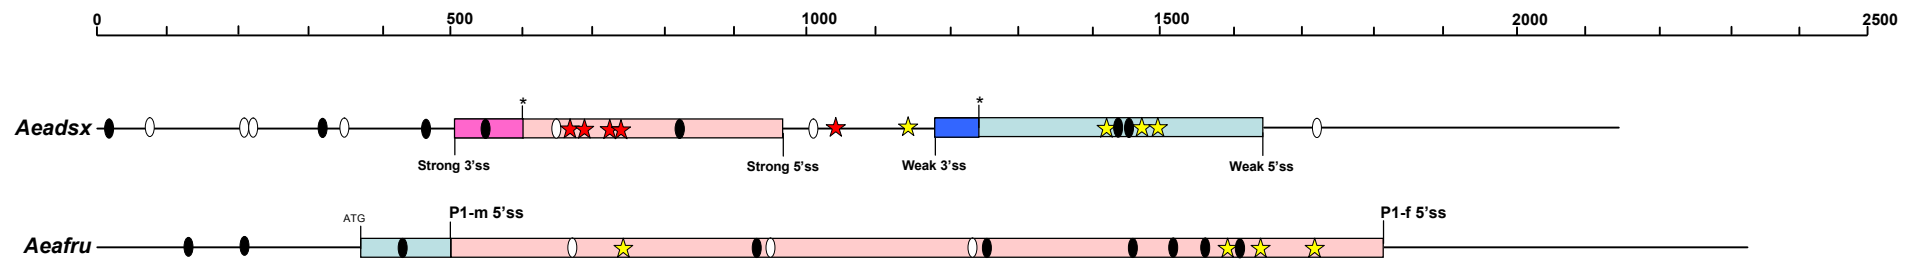 0 500 1000 1500 2000 2500
* *
Aeadsx
Strong 3'ss Strong 5'ss Weak 3'ss Weak 5'ss
ATG P1-m 5'ss P1-f 5'ss
Aeafru